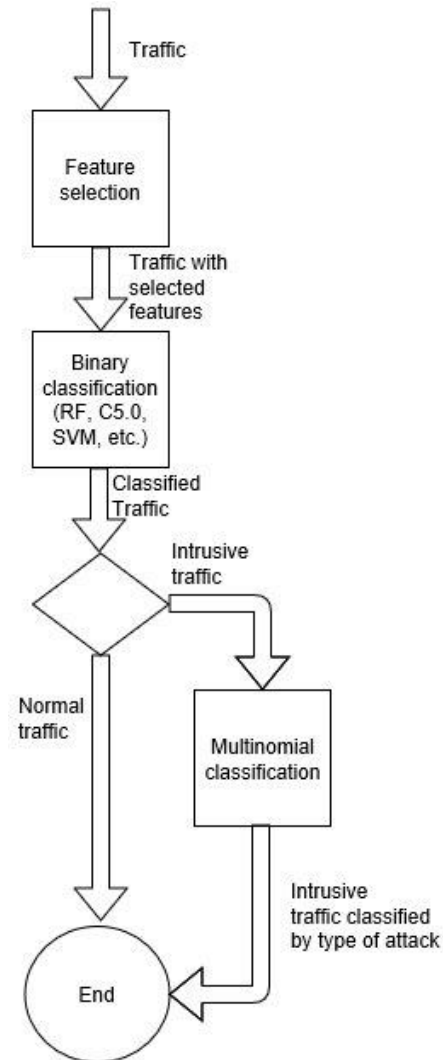 Traffic
Feature
selection
Traffic with
selected
features
Binary
classification
(RF, C5.0,
SVM, etc.)
Classified
Traffic
Intrusive
traffic
Normal
traffic
Multinomial
classification
Intrusive
traffic classified
by type of attack
End